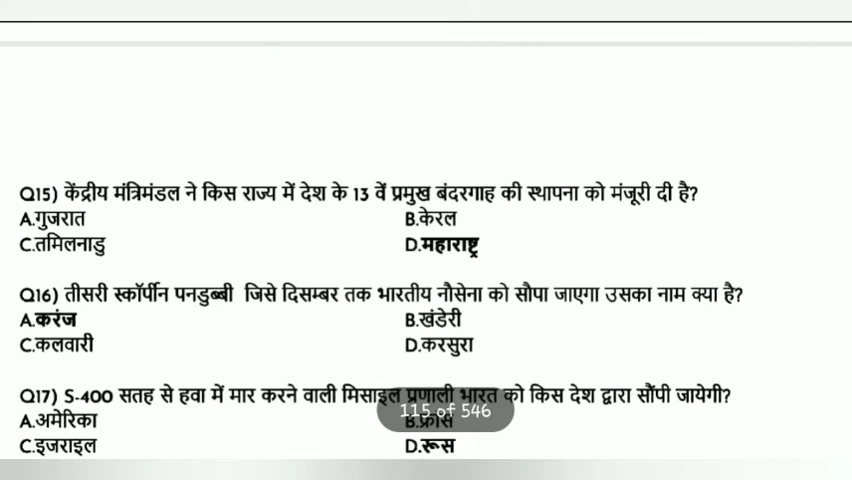 Q15) केंद्रीय मंत्रिमंडल ने किस राज्य में देश के 13 वें प्रमुख बंदरगाह की स्थापना को मंजूरी दी है?
A.गुजरात B.केरल
C.तमिलनाडु D.महाराष्ट्र
Q16) तीसरी स्कॉर्पीन पनडुब्बी जिसे दिसम्बर तक भारतीय नौसेना को सौपा जाएगा उसका नाम क्या है?
A.करंज B.खंडेरी
C.कलवारी D.करसुरा
Q17) S-400 सतह से हवा में मार करने वाली मिसाइल प्रणाली भारत को किस देश द्वारा सौंपी जायेगी?
115 of 546
A.अमेरिका B.फ्रांस
C.इजराइल D.रूस